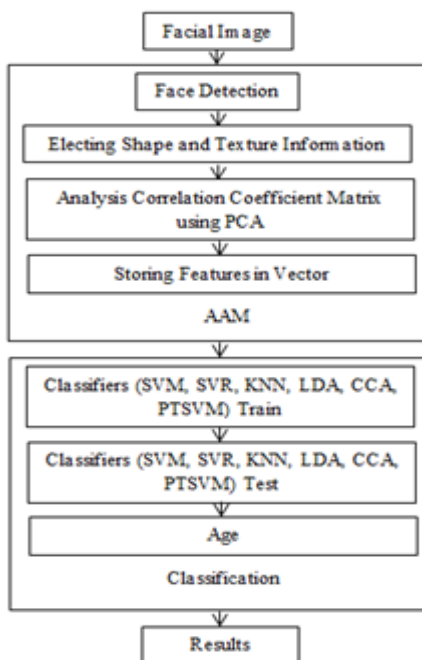 Facial Image
Face Detection
Electing Shape and Texture Information
Analysis Correlation Coefficient Matrix
using PCA
Storing Features in Vector
AAM
Classifiers (SVM, SVR, KNN, LDA, CCA,
PTSVM) Train
Classifiers (SVM, SVR, KNN, LDA, CCA,
PTSVM) Test
Age
Classification
Results